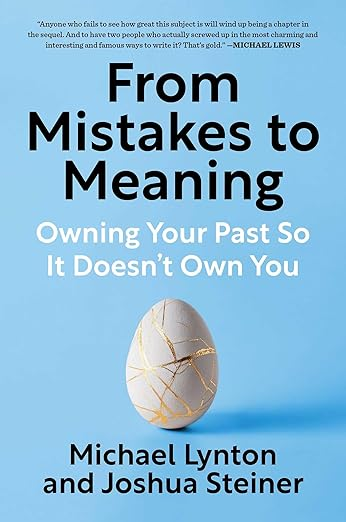 “Anyone who fails to see how great this subject is will wind up being a chapter in
the sequel. And to have two people who actually screwed up in the most charming and
interesting and famous ways to write it? That’s gold.” —MICHAEL LEWIS
From
Mistakes to
Meaning
Owning Your Past So
It Doesn’t Own You
Michael Lynton
and Joshua Steiner